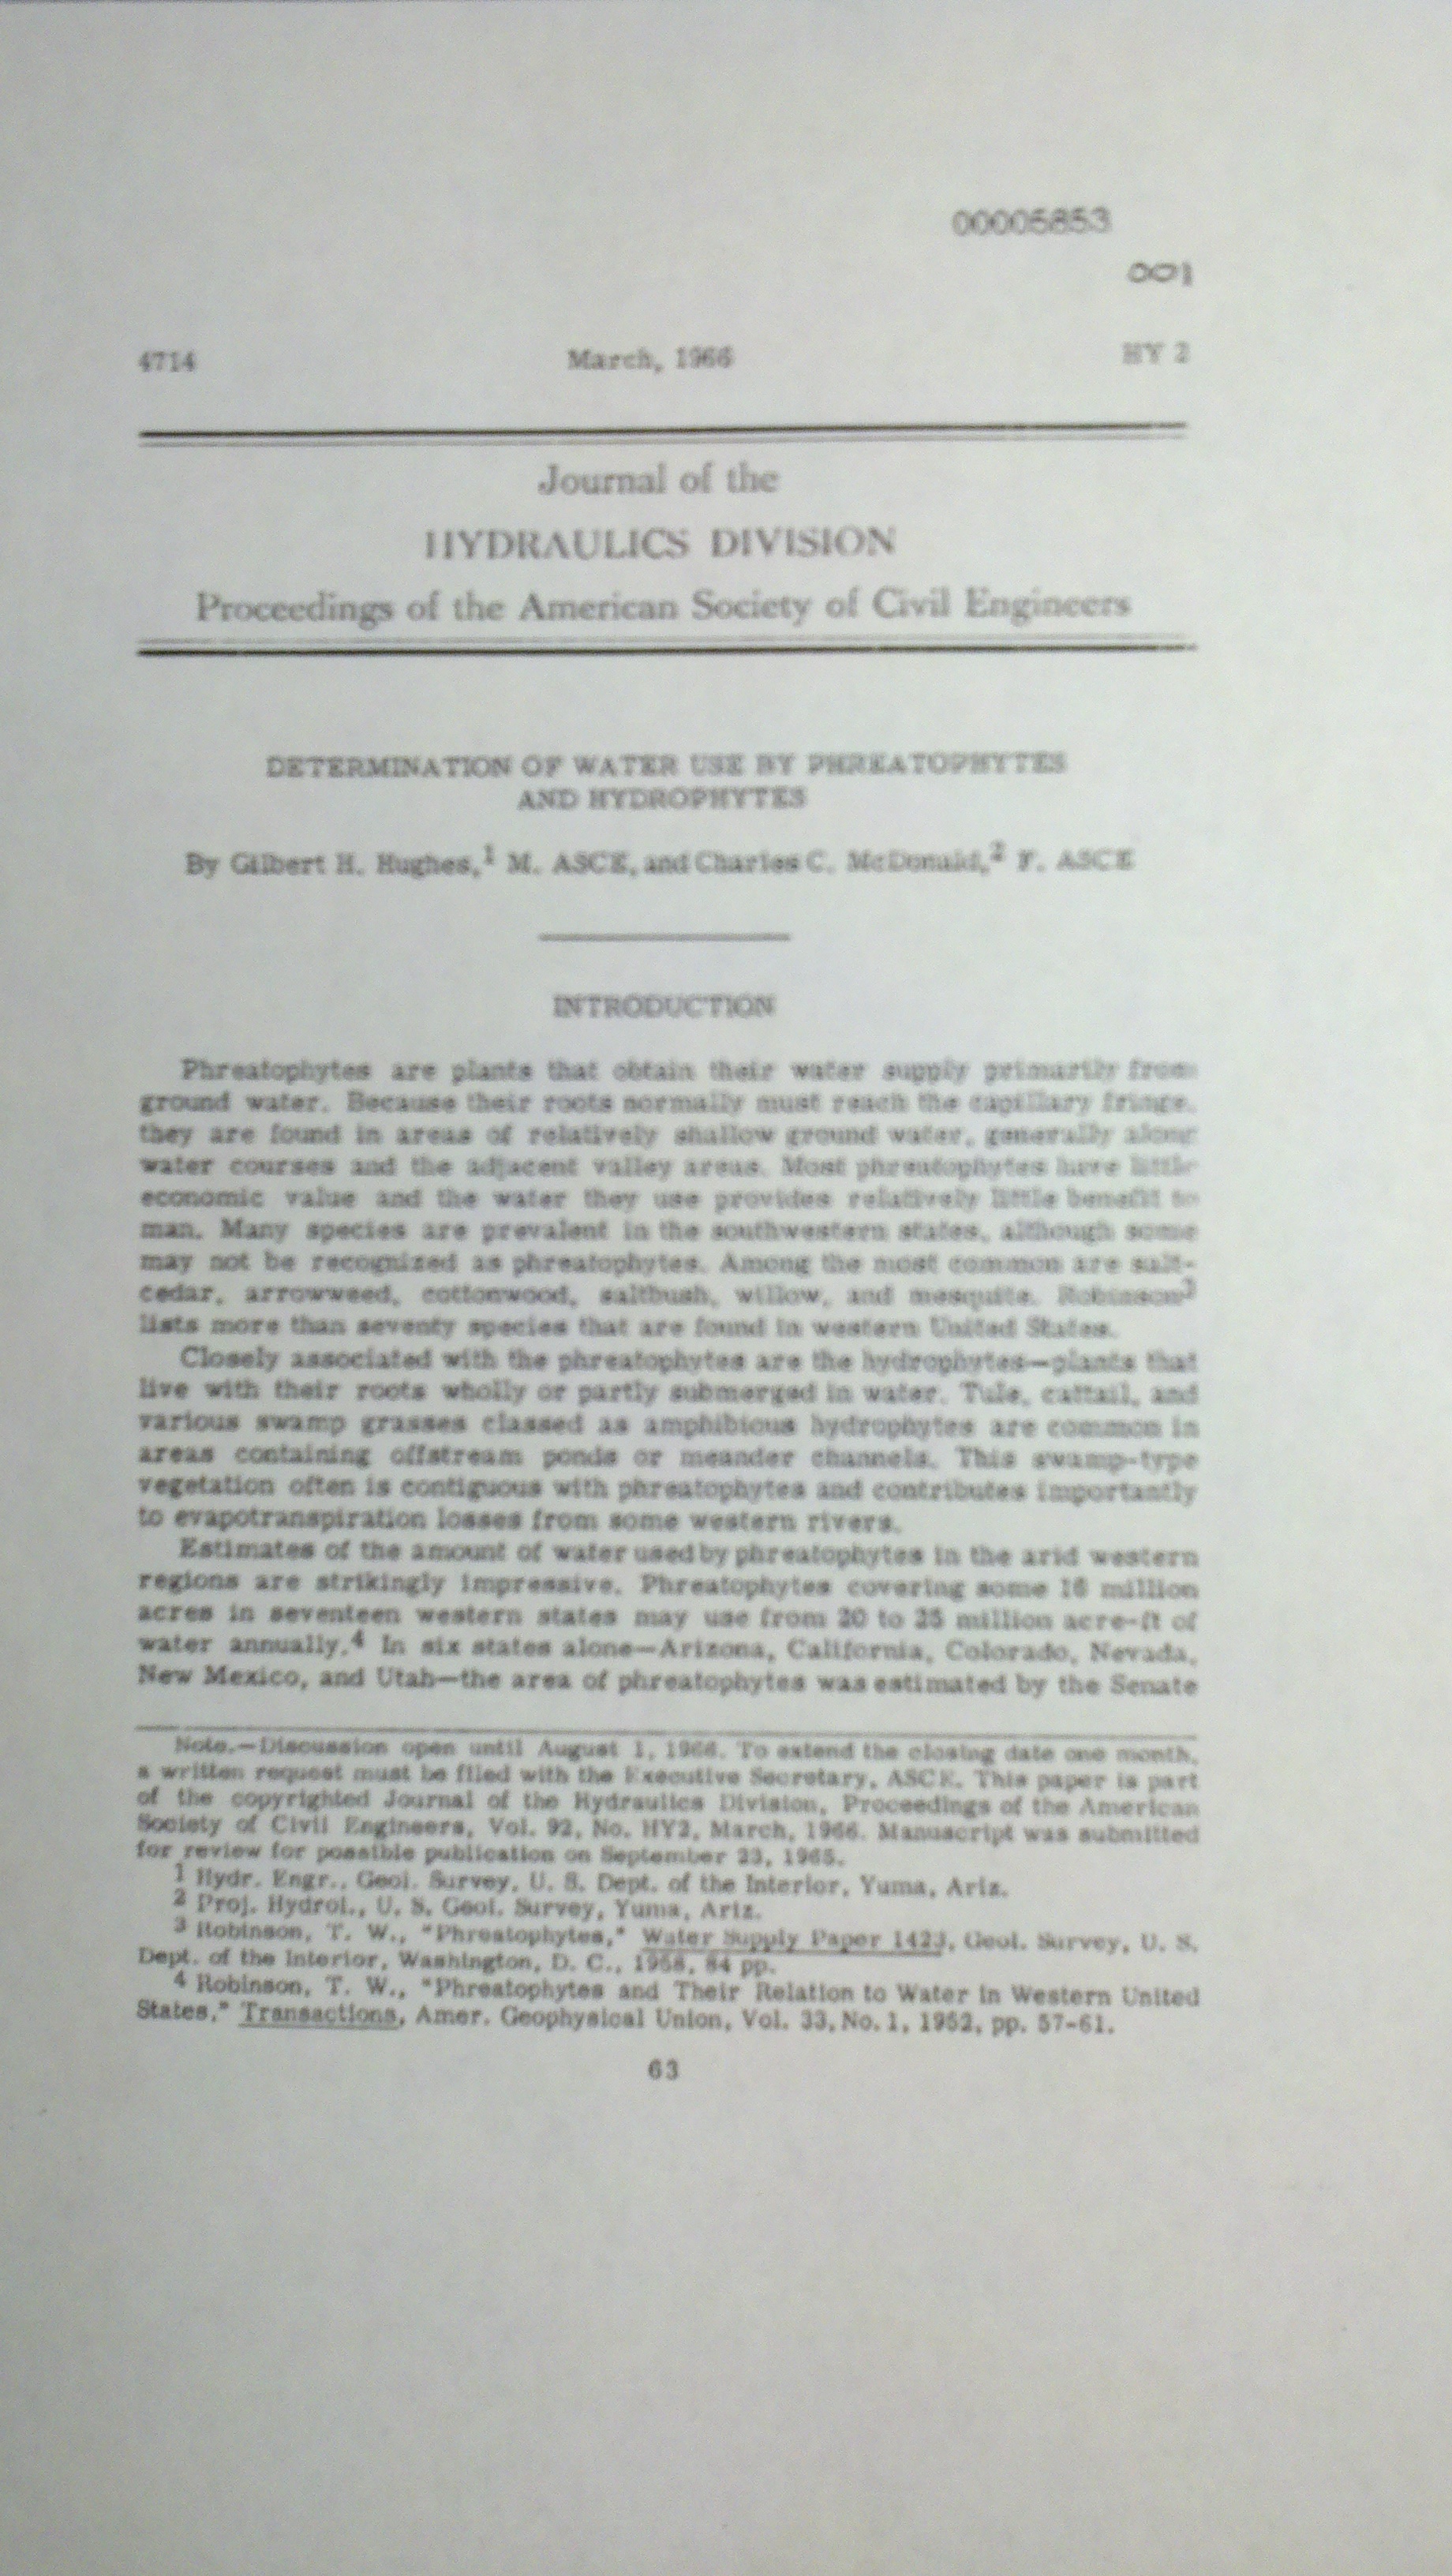 00005853
001
4714 March, 1966 HY 2
Journal of the
HYDRAULICS DIVISION
Proceedings of the American Society of Civil Engineers
DETERMINATION OF WATER USE BY PHREATOPHYTES
AND HYDROPHYTES
By Gilbert H. Hughes,1 M. ASCE, and Charles C. McDonald,2 F. ASCE
INTRODUCTION
Phreatophytes are plants that obtain their water supply primarily from
ground water. Because their roots normally must reach the capillary fringe,
they are found in areas of relatively shallow ground water, generally along
water courses and the adjacent valley areas. Most phreatophytes have little
economic value and the water they use provides relatively little benefit to
man. Many species are prevalent in the southwestern states, although some
may not be recognized as phreatophytes. Among the most common are salt-
cedar, arrowweed, cottonwood, saltbush, willow, and mesquite. Robinson3
lists more than seventy species that are found in western United States.
Closely associated with the phreatophytes are the hydrophytes—plants that
live with their roots wholly or partly submerged in water. Tule, cattail, and
various swamp grasses classed as amphibious hydrophytes are common in
areas containing offstream ponds or meander channels. This swamp-type
vegetation often is contiguous with phreatophytes and contributes importantly
to evapotranspiration losses from some western rivers.
Estimates of the amount of water used by phreatophytes in the arid western
regions are strikingly impressive. Phreatophytes covering some 16 million
acres in seventeen western states may use from 20 to 25 million acre-ft of
water annually.4 In six states alone—Arizona, California, Colorado, Nevada,
New Mexico, and Utah—the area of phreatophytes was estimated by the Senate
Note.—Discussion open until August 1, 1966. To extend the closing date one month,
a written request must be filed with the Executive Secretary, ASCE. This paper is part
of the copyrighted Journal of the Hydraulics Division, Proceedings of the American
Society of Civil Engineers, Vol. 92, No. HY2, March, 1966. Manuscript was submitted
for review for possible publication on September 23, 1965.
1 Hydr. Engr., Geol. Survey, U. S. Dept. of the Interior, Yuma, Ariz.
2 Proj. Hydrol., U. S. Geol. Survey, Yuma, Ariz.
3 Robinson, T. W., "Phreatophytes," Water Supply Paper 1423, Geol. Survey, U. S.
Dept. of the Interior, Washington, D. C., 1958, 84 pp.
4 Robinson, T. W., "Phreatophytes and Their Relation to Water in Western United
States," Transactions, Amer. Geophysical Union, Vol. 33, No. 1, 1952, pp. 57-61.
63